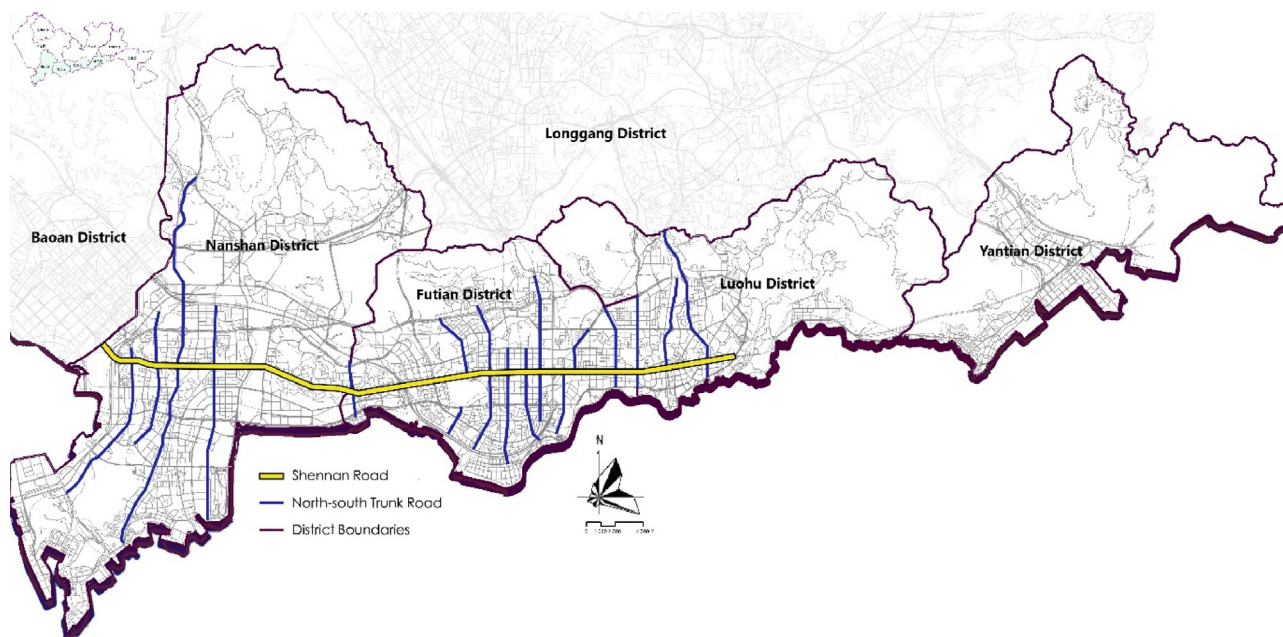 Longgang District
Baoan District
Nanshan District
Yantian District
Futian District
Luohu District
N
Shennan Road
North-south Trunk Road
District Boundaries